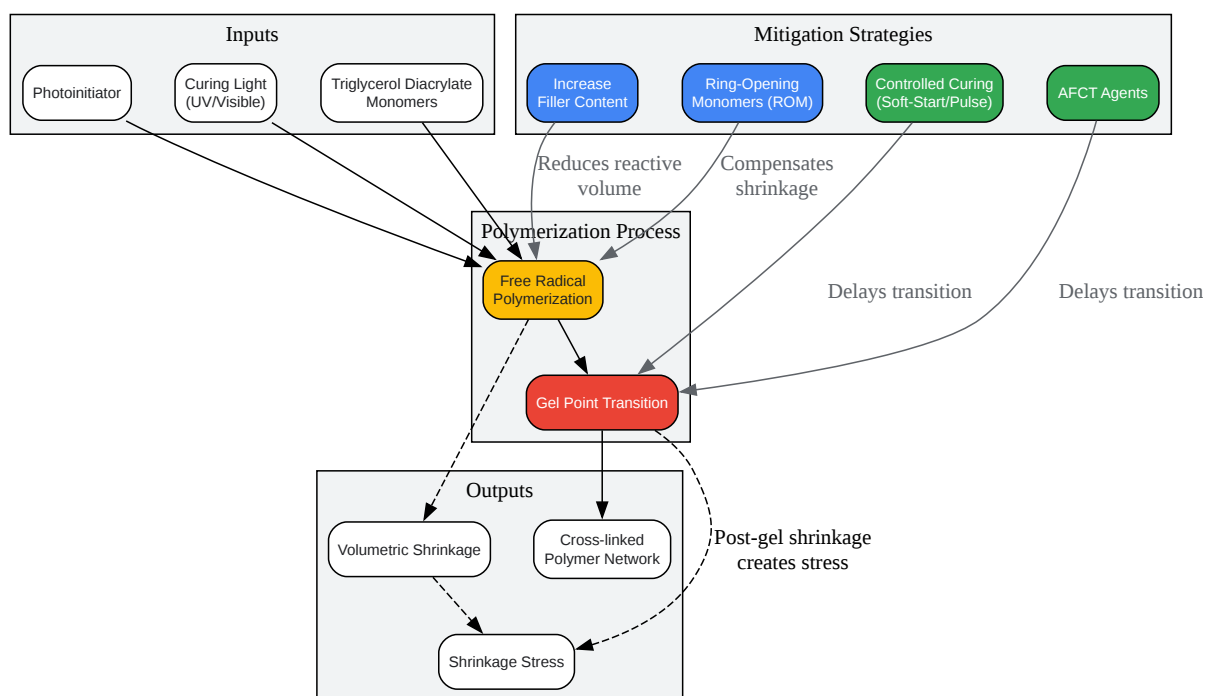 Inputs
Mitigation Strategies
Photoinitiator
Curing Light
(UV/Visible)
Triglycerol Diacrylate
Monomers
Increase
Filler Content
Ring-Opening
Monomers (ROM)
Controlled Curing
(Soft-Start/Pulse)
AFCT Agents
Reduces reactive
volume
Compensates
shrinkage
Polymerization Process
Free Radical
Polymerization
Delays transition
Delays transition
Gel Point Transition
Outputs
Volumetric Shrinkage
Cross-linked
Polymer Network
Post-gel shrinkage
creates stress
Shrinkage Stress